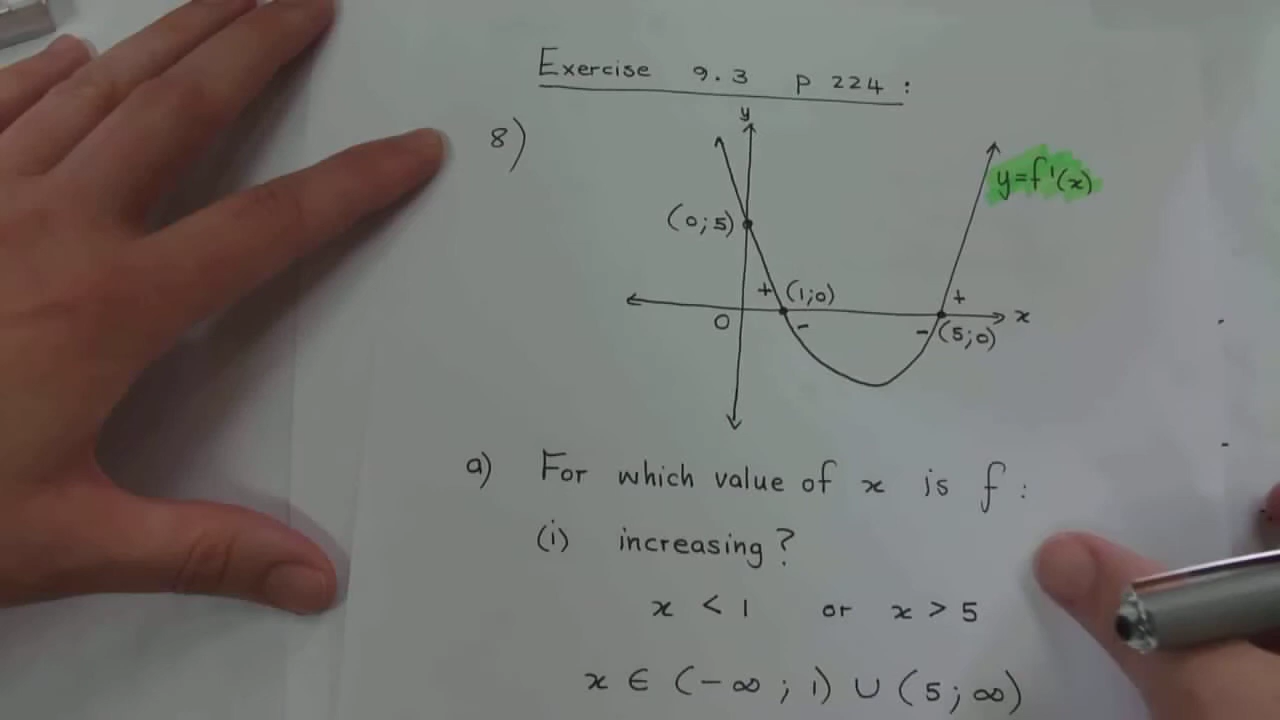 Exercise 9.3 p 224 :
8)
y
y=f'(x)
(0;5)
+ (1;0) +
0 - - (5;0) x
a) For which value of x is f :
(i) increasing?
x < 1 or x > 5
x ∈ (-∞ ; 1) ∪ (5 ; ∞)